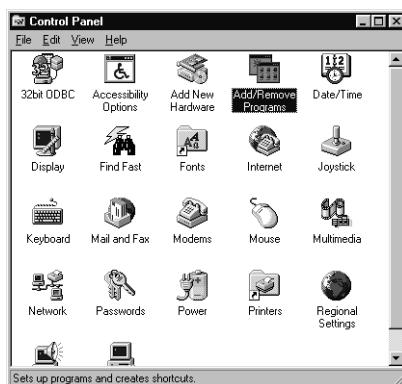 Control Panel
File Edit View Help
32bit ODBC
Accessibility Options
Add New Hardware
Add/Remove Programs
Date/Time
Display
Find Fast
Fonts
Internet
Joystick
Keyboard
Mail and Fax
Modems
Mouse
Multimedia
Network
Passwords
Power
Printers
Regional Settings
Sets up programs and creates shortcuts.